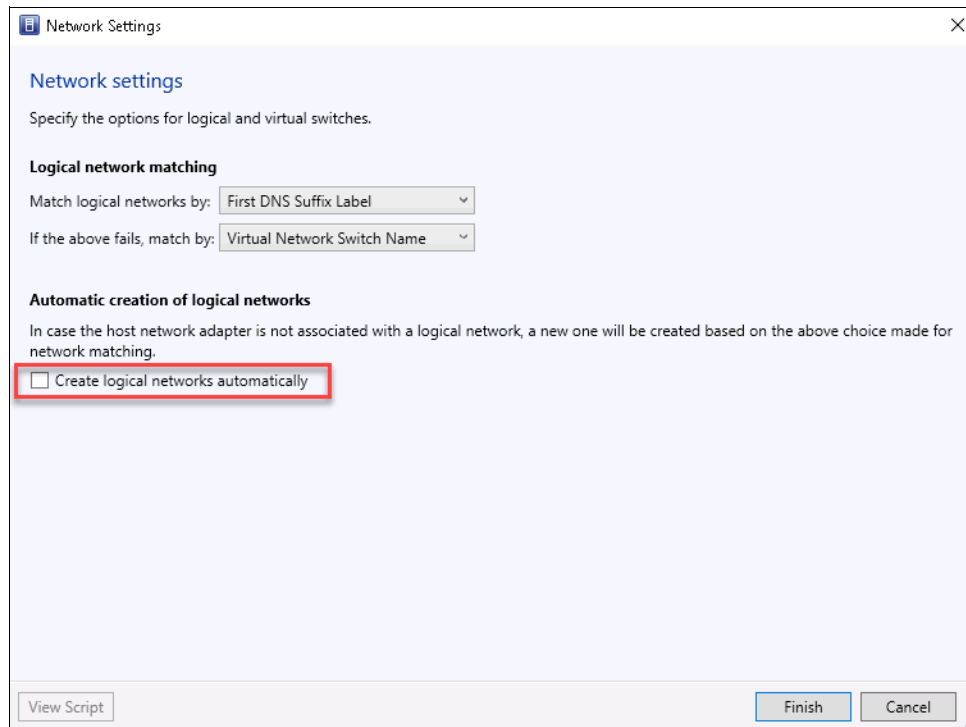 Network Settings
Network settings
Specify the options for logical and virtual switches.
Logical network matching
Match logical networks by: First DNS Suffix Label
If the above fails, match by: Virtual Network Switch Name
Automatic creation of logical networks
In case the host network adapter is not associated with a logical network, a new one will be created based on the above choice made for
network matching.
Create logical networks automatically
View Script Finish Cancel